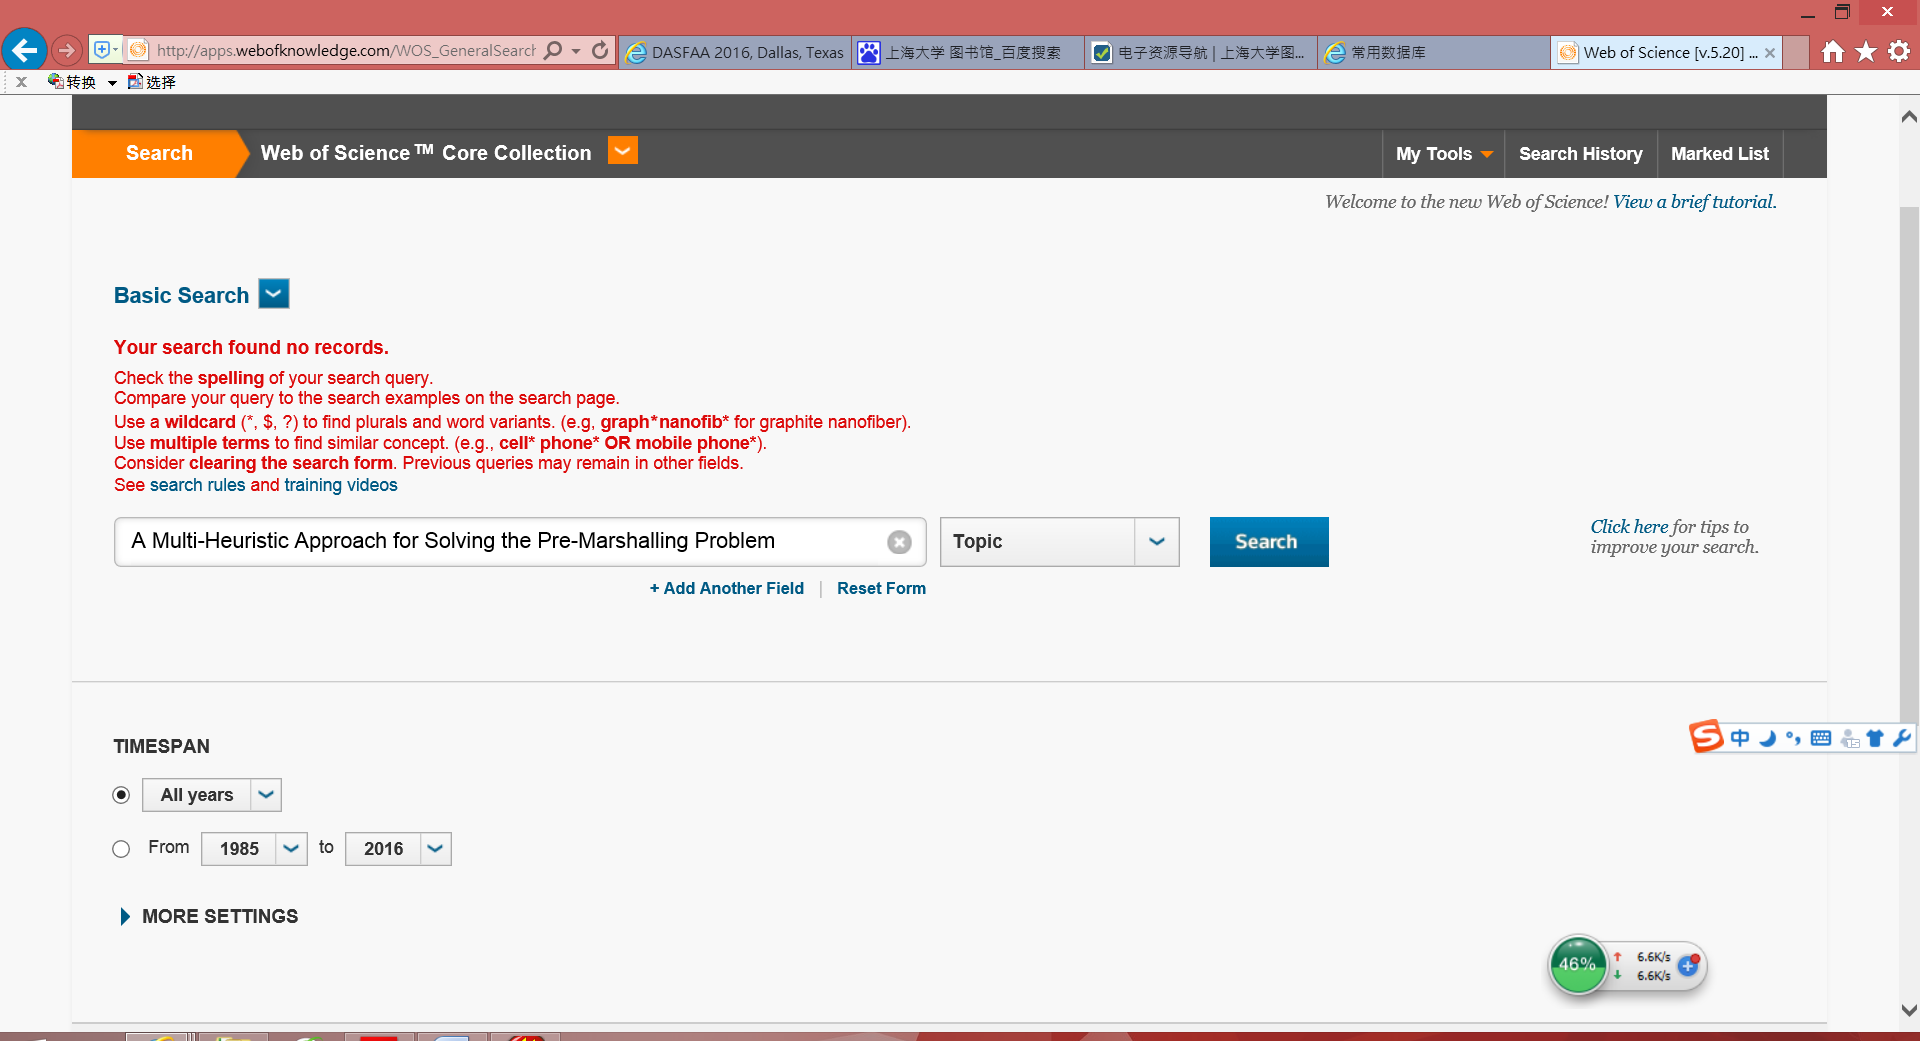 http://apps.webofknowledge.com/WOS_GeneralSearch
DASFAA 2016, Dallas, Texas
上海大学 图书馆_百度搜索
电子资源导航 | 上海大学图...
常用数据库
Web of Science [v.5.20] ...
转换
选择
Search
Web of Science™ Core Collection
My Tools
Search History
Marked List
Welcome to the new Web of Science! View a brief tutorial.
Basic Search
Your search found no records.
Check the spelling of your search query.
Compare your query to the search examples on the search page.
Use a wildcard (*, $, ?) to find plurals and word variants. (e.g, graph*nanofib* for graphite nanofiber).
Use multiple terms to find similar concept. (e.g., cell* phone* OR mobile phone*).
Consider clearing the search form. Previous queries may remain in other fields.
See search rules and training videos
A Multi-Heuristic Approach for Solving the Pre-Marshalling Problem
Topic
Search
Click here for tips to
improve your search.
+ Add Another Field | Reset Form
TIMESPAN
All years
From 1985 to 2016
MORE SETTINGS
S中
15
46%
6.6K/s
6.6K/s